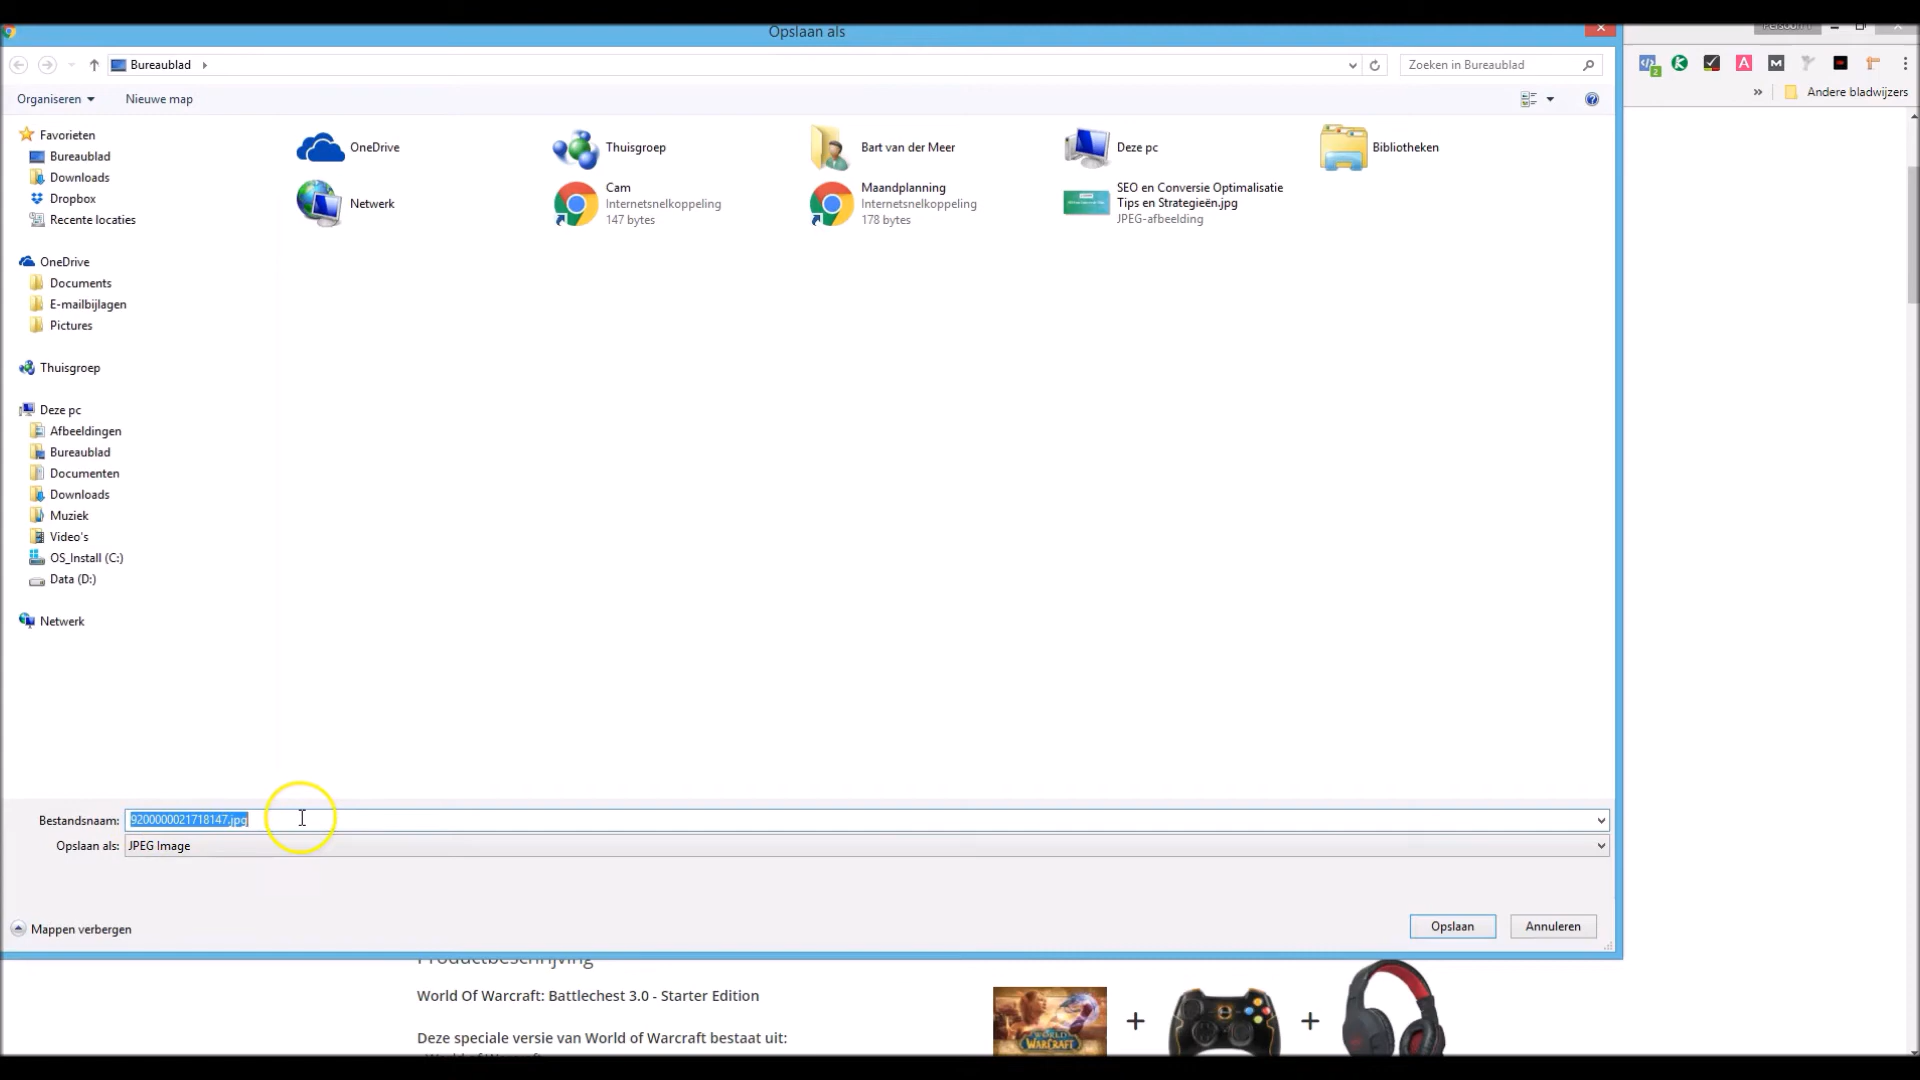 Opslaan als
Bureaublad
Zoeken in Bureaublad
Organiseren
Nieuwe map
Andere bladwijzers
Favorieten
Bureaublad
Downloads
Dropbox
Recente locaties
OneDrive
Documents
E-mailbijlagen
Pictures
Thuisgroep
Deze pc
Afbeeldingen
Bureaublad
Documenten
Downloads
Muziek
Video's
OS_Install (C:)
Data (D:)
Netwerk
OneDrive
Thuisgroep
Bart van der Meer
Deze pc
Bibliotheken
Netwerk
Cam
Internetsnelkoppeling
147 bytes
Maandplanning
Internetsnelkoppeling
178 bytes
SEO en Conversie Optimalisatie
Tips en Strategieën.jpg
JPEG-afbeelding
Bestandsnaam: 9200000021718147.jpg
Opslaan als: JPEG Image
Mappen verbergen
Opslaan
Annuleren
Productbeschrijving
World Of Warcraft: Battlechest 3.0 - Starter Edition
Deze speciale versie van World of Warcraft bestaat uit:
WORLD
WARCRAFT